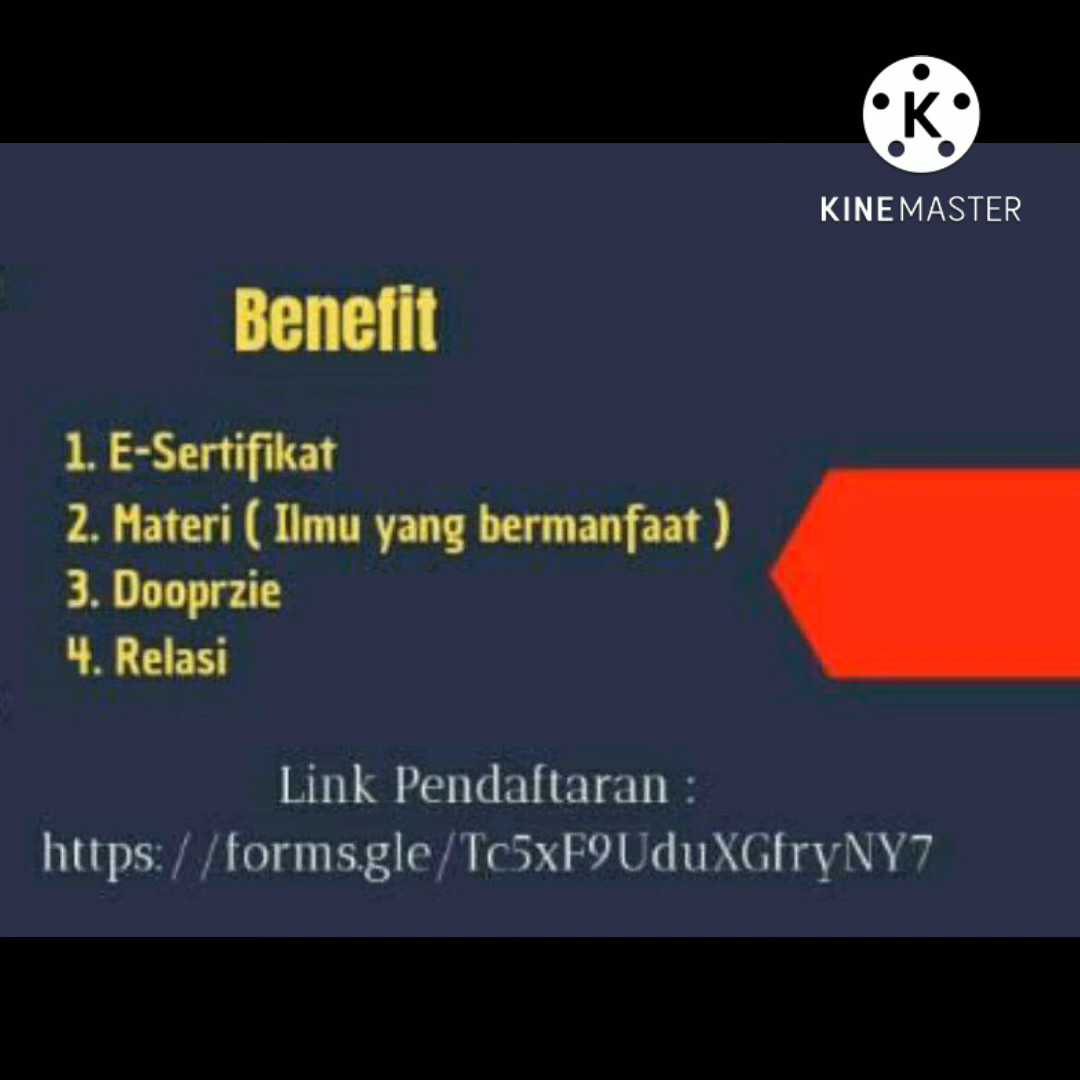 K
KINEMASTER
Benefit
1. E-Sertifikat
2. Materi ( Ilmu yang bermanfaat )
3. Dooprzie
4. Relasi
Link Pendaftaran :
https://forms.gle/Tc5xF9UduXGfryNY7